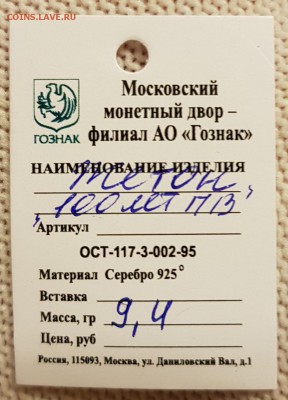 COINS.LAVE.RU
ГОЗНАК
Московский
монетный двор –
филиал АО «Гознак»
НАИМЕНОВАНИЕ ИЗДЕЛИЯ
Жетон
"100 лет ПВ"
Артикул
ОСТ-117-3-002-95
Материал Серебро 925°
Вставка
Масса, гр 9,4
Цена, руб
Россия, 115093, Москва, ул. Даниловский Вал, д.1